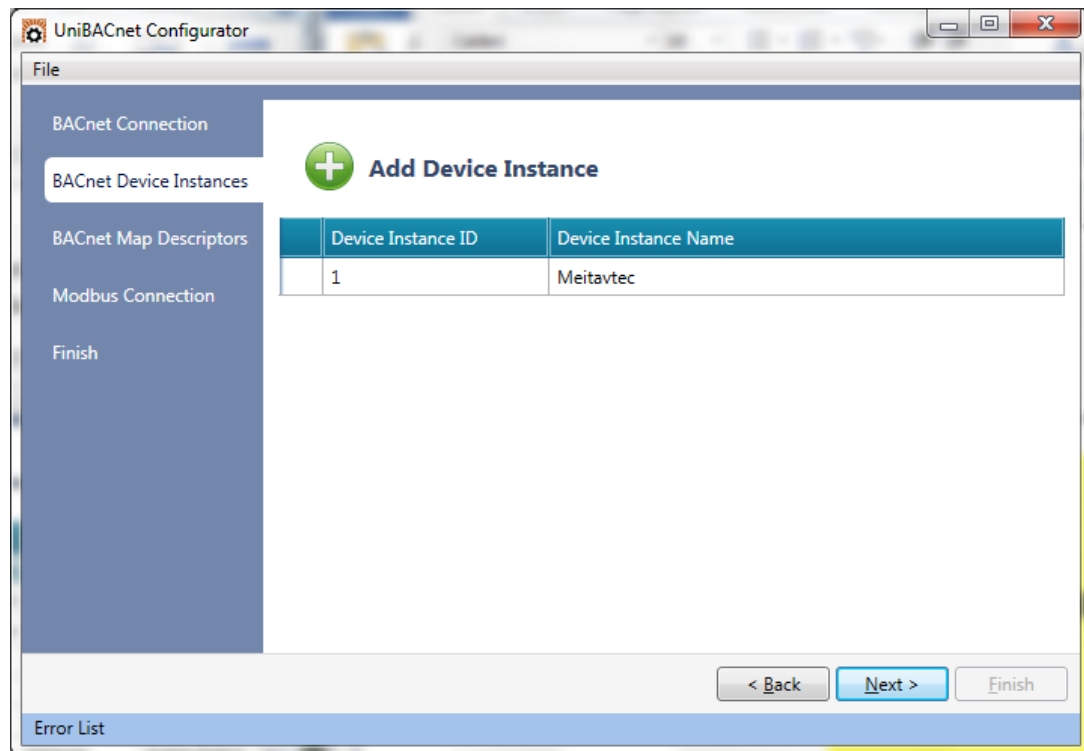 UniBACnet Configurator
File
BACnet Connection
BACnet Device Instances
BACnet Map Descriptors
Modbus Connection
Finish
Add Device Instance
Device Instance ID Device Instance Name
1 Meitavtec
< Back Next > Finish
Error List